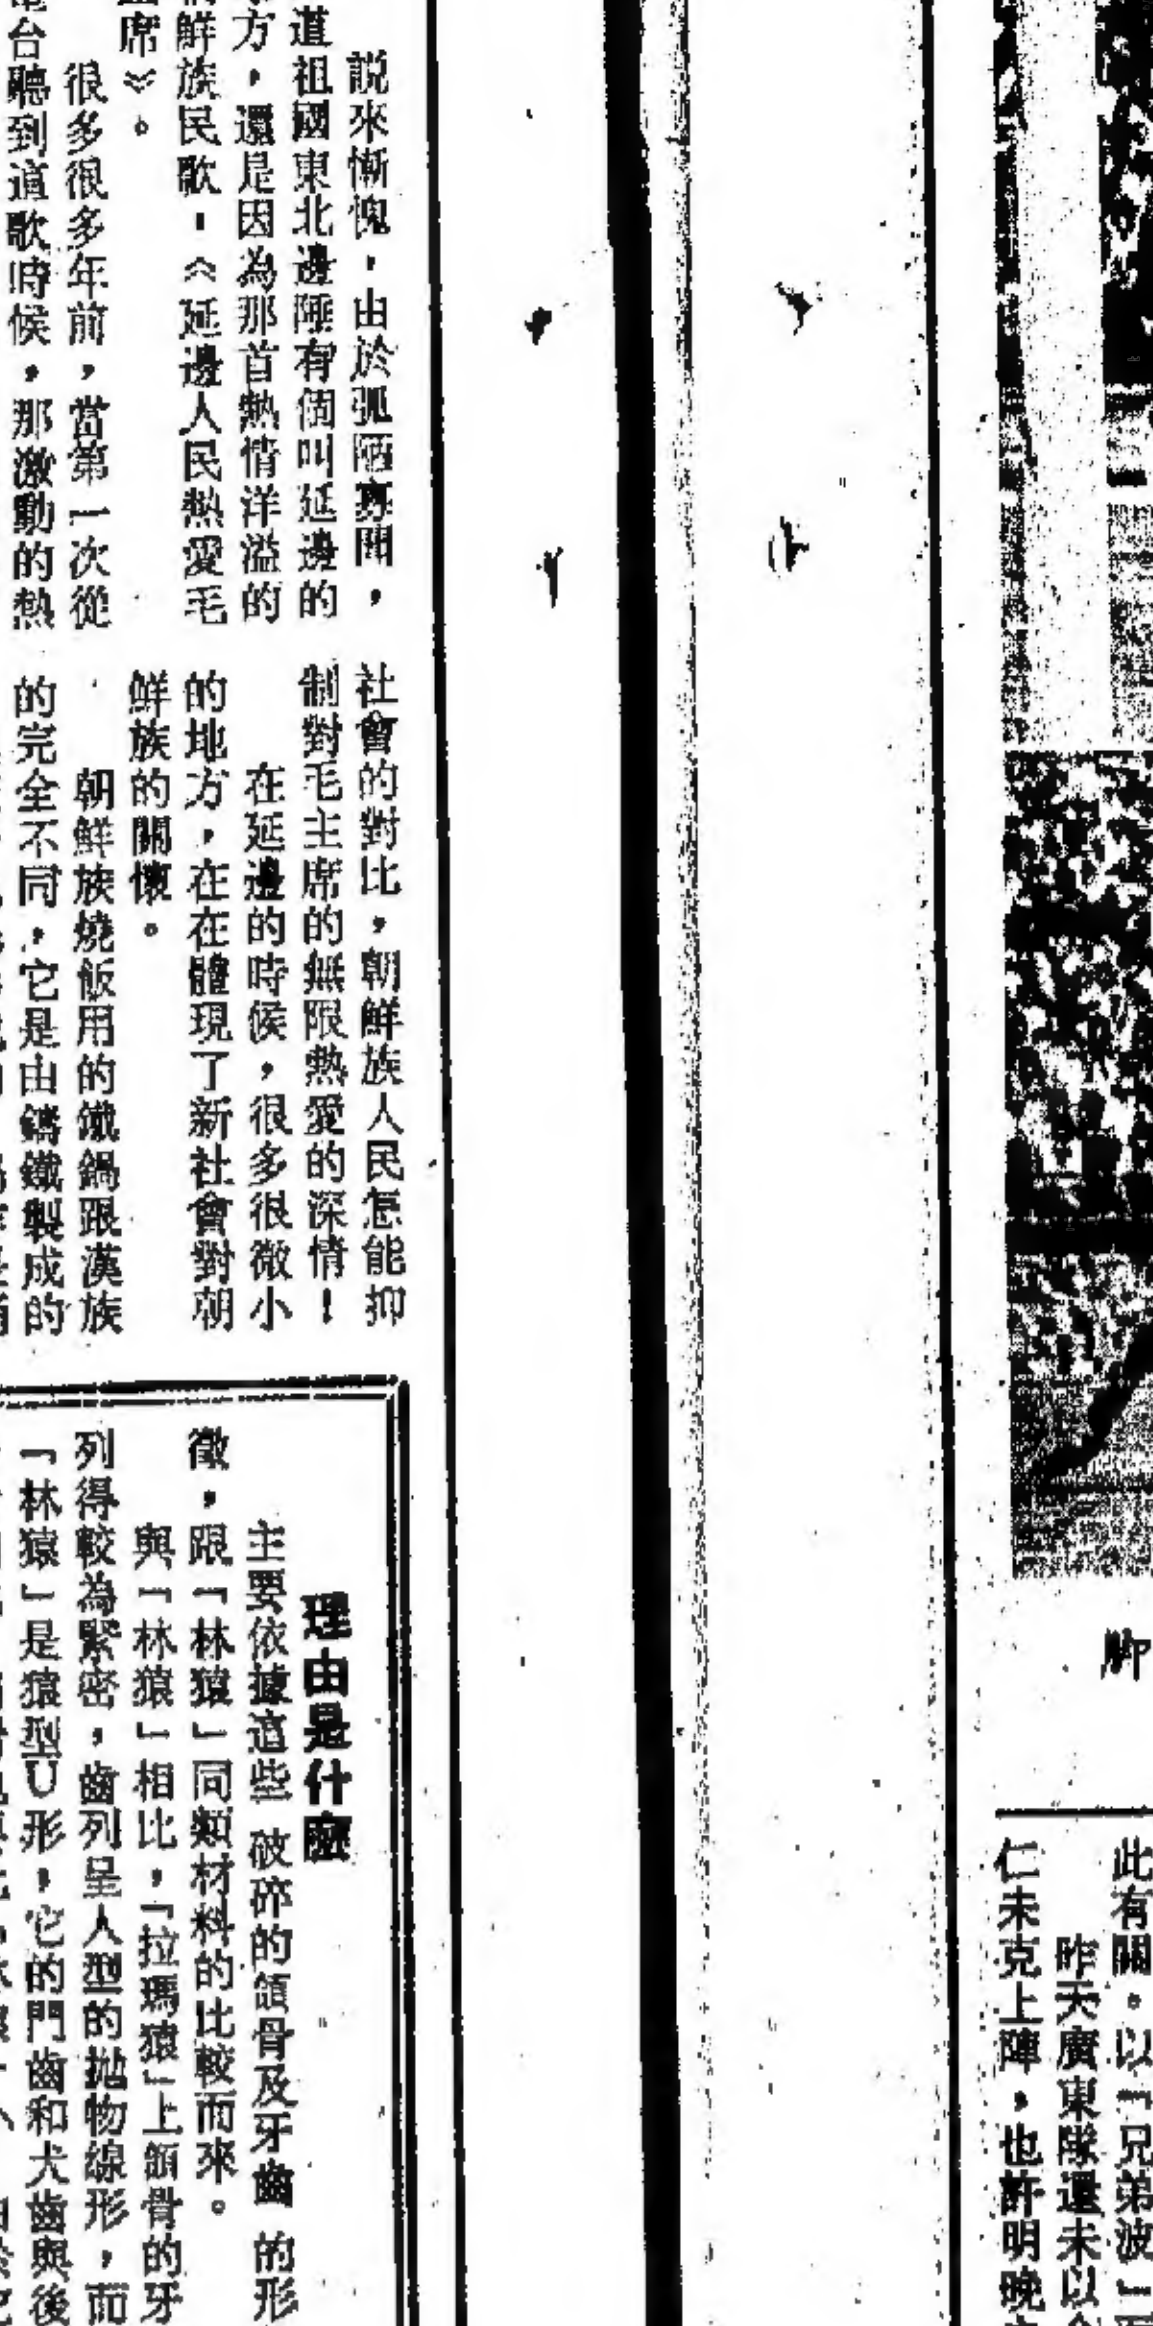 説來慚愧，由於孤陋寡聞，
道祖國東北邊陲有個叫延邊的
方，還是因為那首熱情洋溢的
鮮族民歌，《延邊人民熱愛毛
席》。
很多很多年前，當第一次從
台聽到這歌時候，那激動的熱
社會的對比，朝鮮族人民怎能抑
制對毛主席的無限熱愛的深情！
在延邊的時候，很多很微小
的地方，在在體現了新社會對朝
鮮族的關懷。
朝鮮族燒飯用的鐵鍋跟漢族
的完全不同，它是由鑄鐵製成的
理由是什麼
主要依據這些破碎的頜骨及牙齒的形
徵，跟「林猿」同類材料的比較而來。
與「林猿」相比，「拉瑪猿」上頜骨的牙
列得較為緊密，齒列呈人型的拋物線形，而
「林猿」是猿型U形，它的門齒和犬齒與後
脚
此有關。以「兄弟波」
昨天廣東隊還未以
仁未克上陣，也許明晚